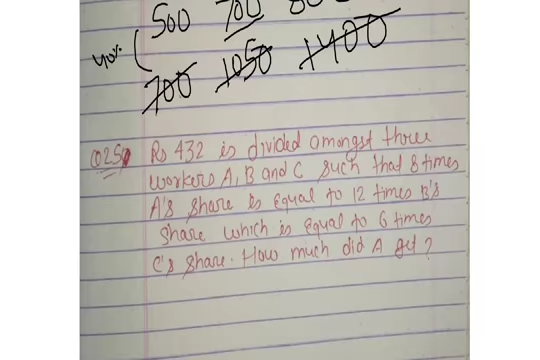 500 700
40%
700 1050 1400
Q25) Rs 432 is divided amongst three
workers A, B and C such that 8 times
A's share is equal to 12 times B's
share which is equal to 6 times
C's share. How much did A get ?